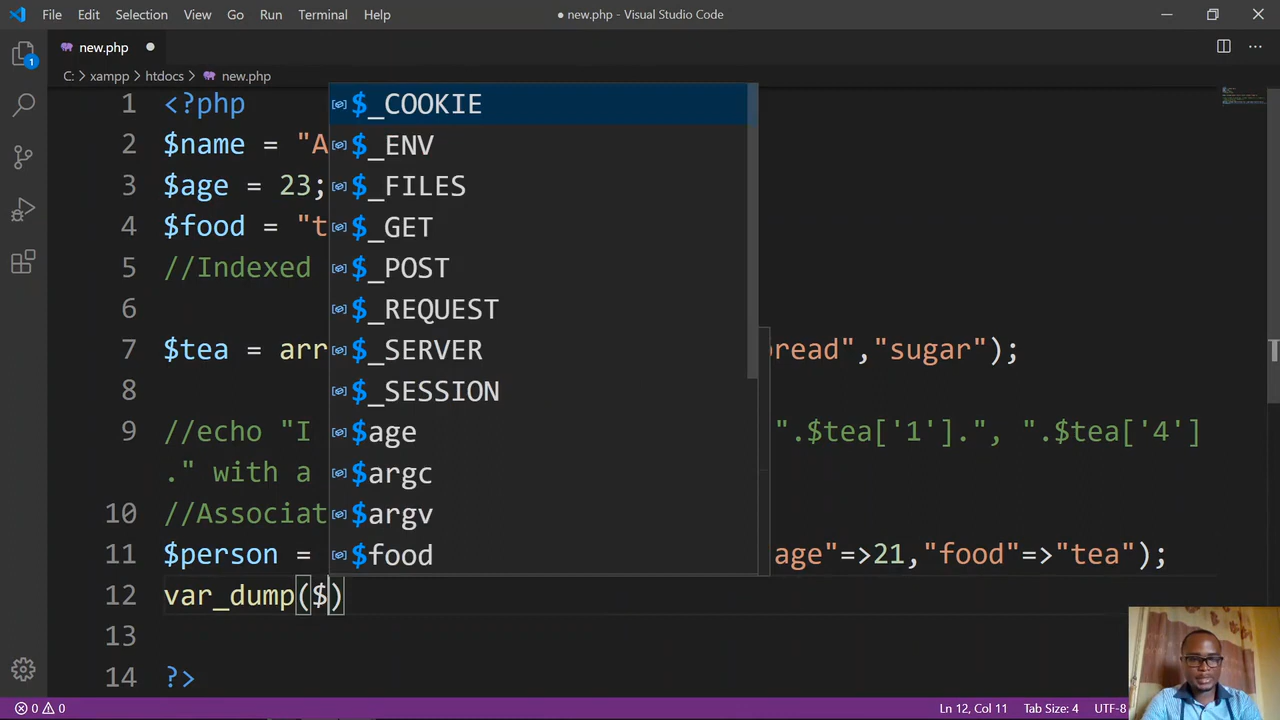 File Edit Selection View Go Run Terminal Help
● new.php - Visual Studio Code
new.php ●
C: > xampp > htdocs > new.php
1 <?php
2 $name = "A
3 $age = 23;
4 $food = "t
5 //Indexed
6
7 $tea = arr read","sugar");
8
9 //echo "I ".$tea['1'].", ".$tea['4']
." with a
10 //Associat
11 $person = age"=>21,"food"=>"tea");
12 var_dump($)
13
14 ?>
$_COOKIE
$_ENV
$_FILES
$_GET
$_POST
$_REQUEST
$_SERVER
$_SESSION
$age
$argc
$argv
$food
1
0 0
Ln 12, Col 11 Tab Size: 4 UTF-8